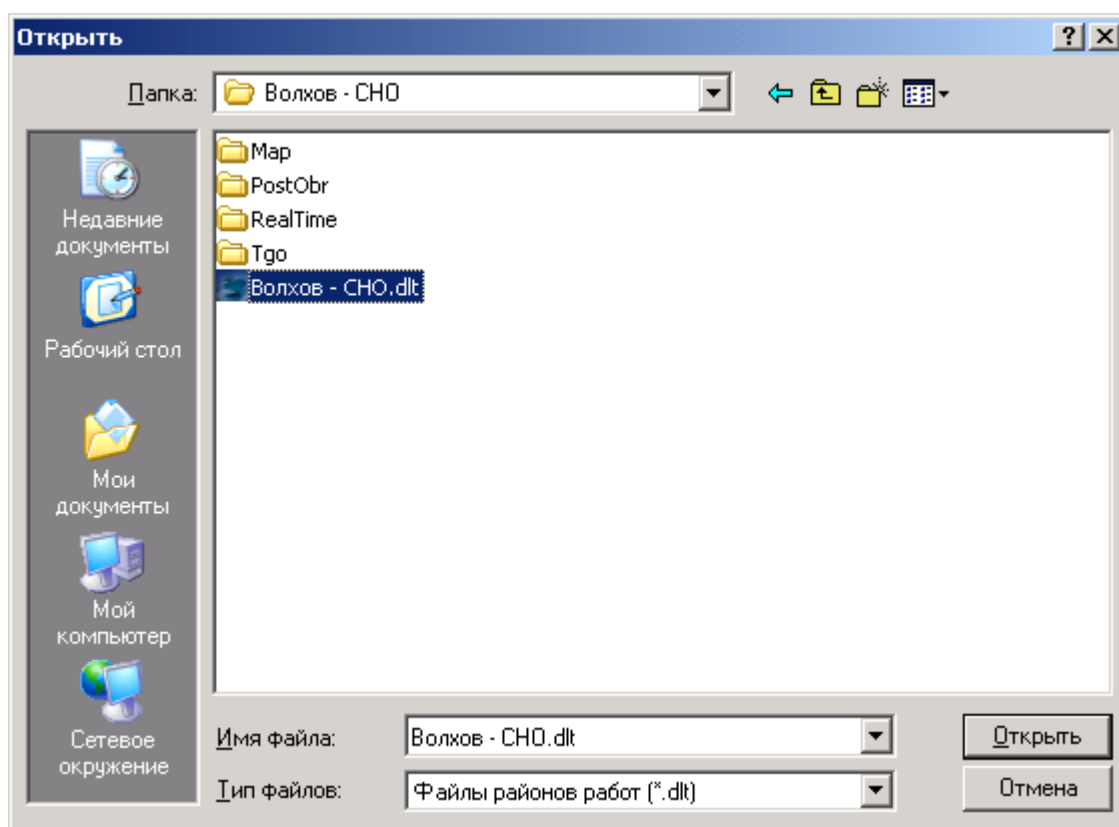 Открыть
Папка:
Волхов - СНО
Недавние
документы
Рабочий стол
Мои
документы
Мой
компьютер
Сетевое
окружение
Map
PostObr
RealTime
Tgo
Волхов - СНО.dlt
Имя файла:
Волхов - СНО.dlt
Открыть
Тип файлов:
Файлы районов работ (*.dlt)
Отмена